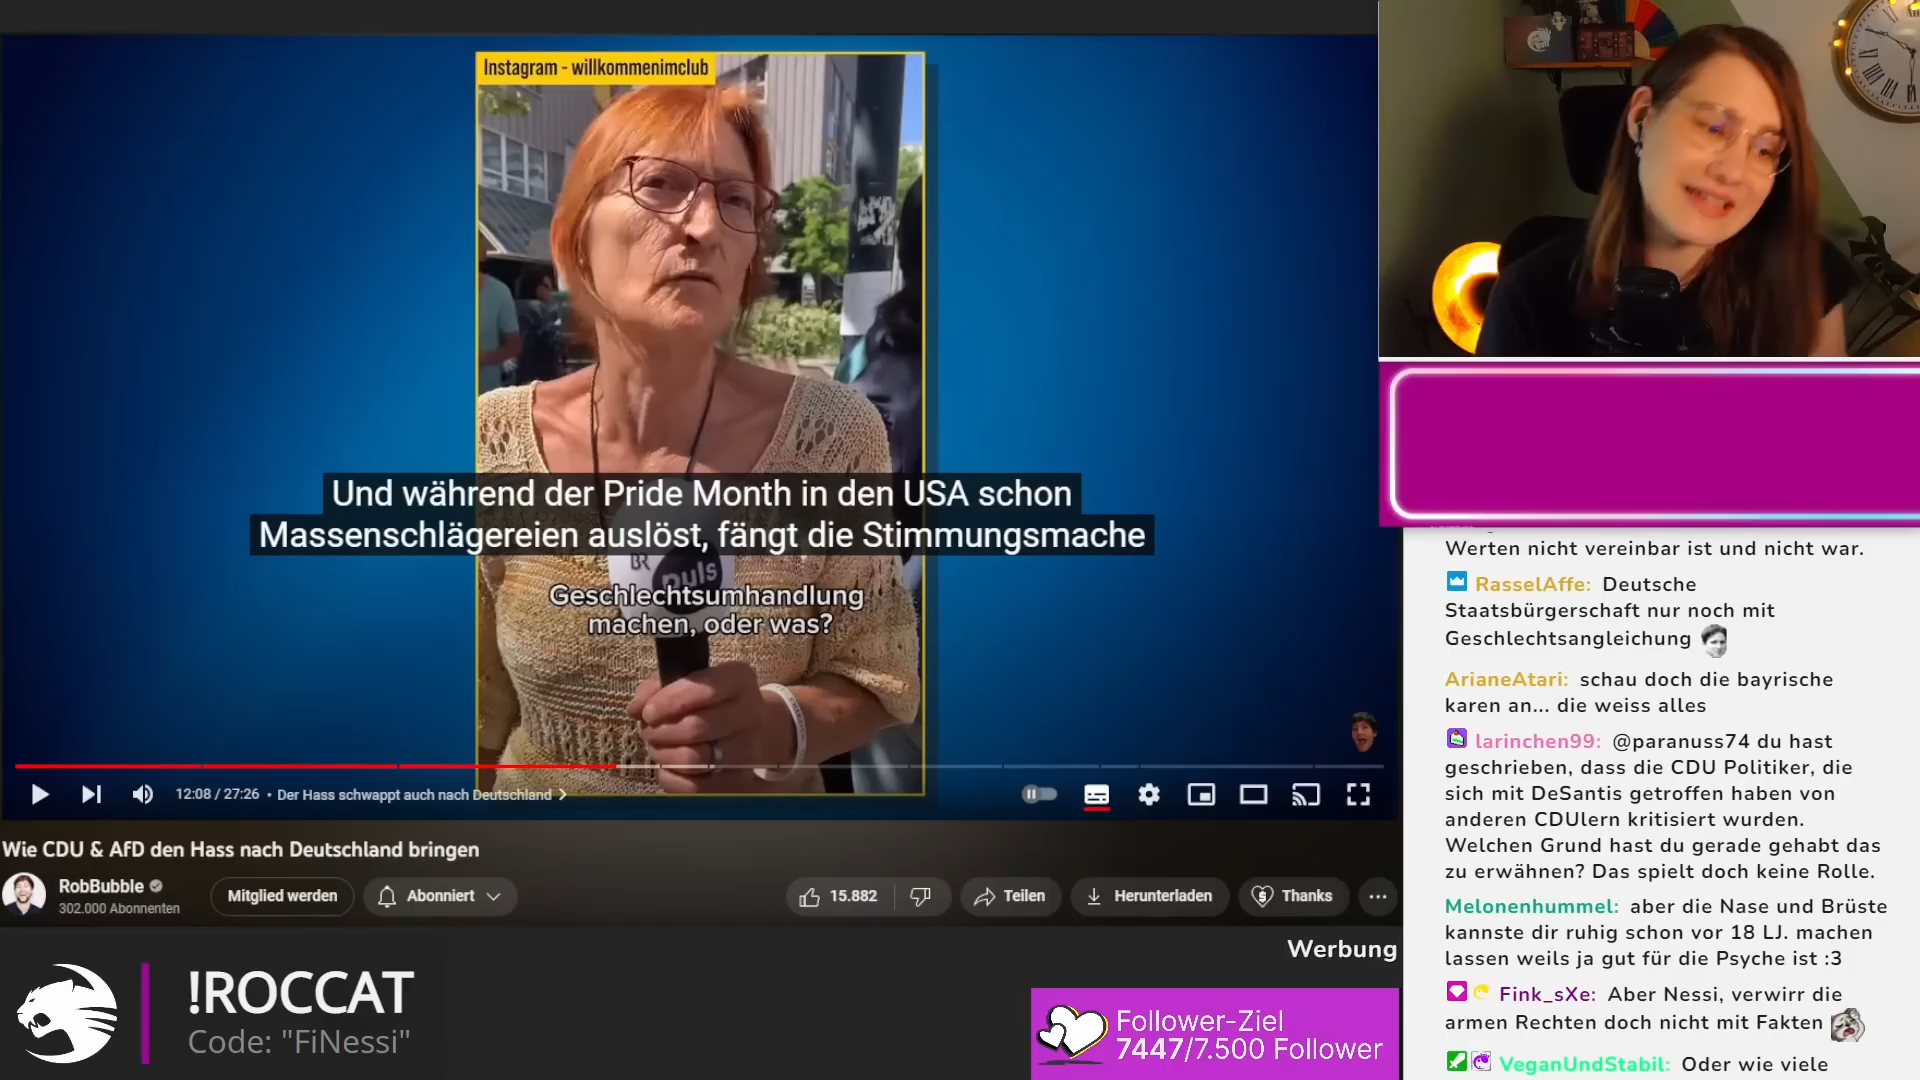 Instagram - willkommenimclub
Und während der Pride Month in den USA schon
Massenschlägereien auslöst, fängt die Stimmungsmache
BR
puls
Geschlechtsumhandlung
machen, oder was?
12:08 / 27:26 • Der Hass schwappt auch nach Deutschland
Wie CDU & AfD den Hass nach Deutschland bringen
RobBubble
302.000 Abonnenten
Mitglied werden
Abonniert
15.882
Teilen
Herunterladen
Thanks
!ROCCAT
Code: "FiNessi"
Werbung
Follower-Ziel
7447/7.500 Follower
Werten nicht vereinbar ist und nicht war.
RasselAffe: Deutsche
Staatsbürgerschaft nur noch mit
Geschlechtsangleichung
ArianeAtari: schau doch die bayrische
karen an... die weiss alles
larinchen99: @paranuss74 du hast
geschrieben, dass die CDU Politiker, die
sich mit DeSantis getroffen haben von
anderen CDUlern kritisiert wurden.
Welchen Grund hast du gerade gehabt das
zu erwähnen? Das spielt doch keine Rolle.
Melonenhummel: aber die Nase und Brüste
kannste dir ruhig schon vor 18 LJ. machen
lassen weils ja gut für die Psyche ist :3
Fink_sXe: Aber Nessi, verwirr die
armen Rechten doch nicht mit Fakten
VeganUndStabil: Oder wie viele